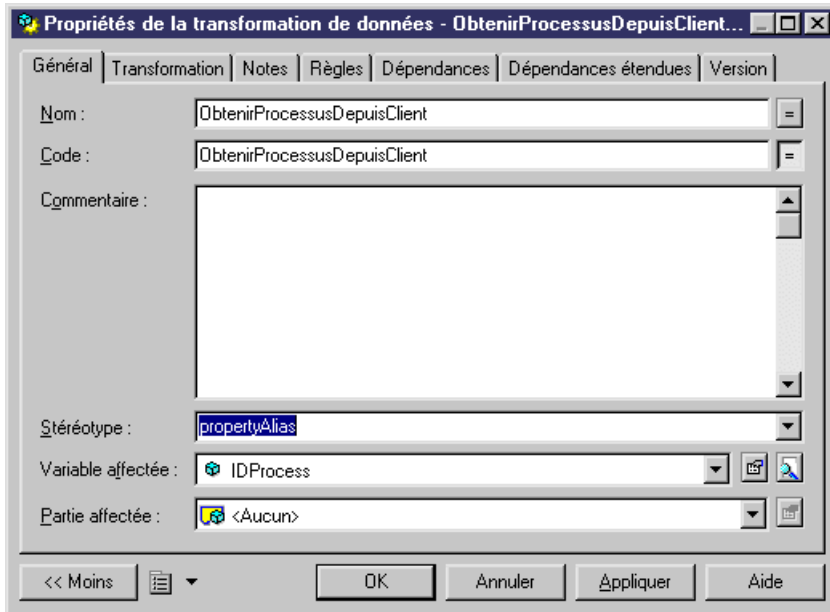 Propriétés de la transformation de données - ObtenirProcessusDepuisClient...
Général Transformation Notes Règles Dépendances Dépendances étendues Version
Nom : ObtenirProcessusDepuisClient =
Code : ObtenirProcessusDepuisClient =
Commentaire :
Stéréotype : propertyAlias
Variable affectée : IDProcess
Partie affectée : <Aucun>
<< Moins OK Annuler Appliquer Aide